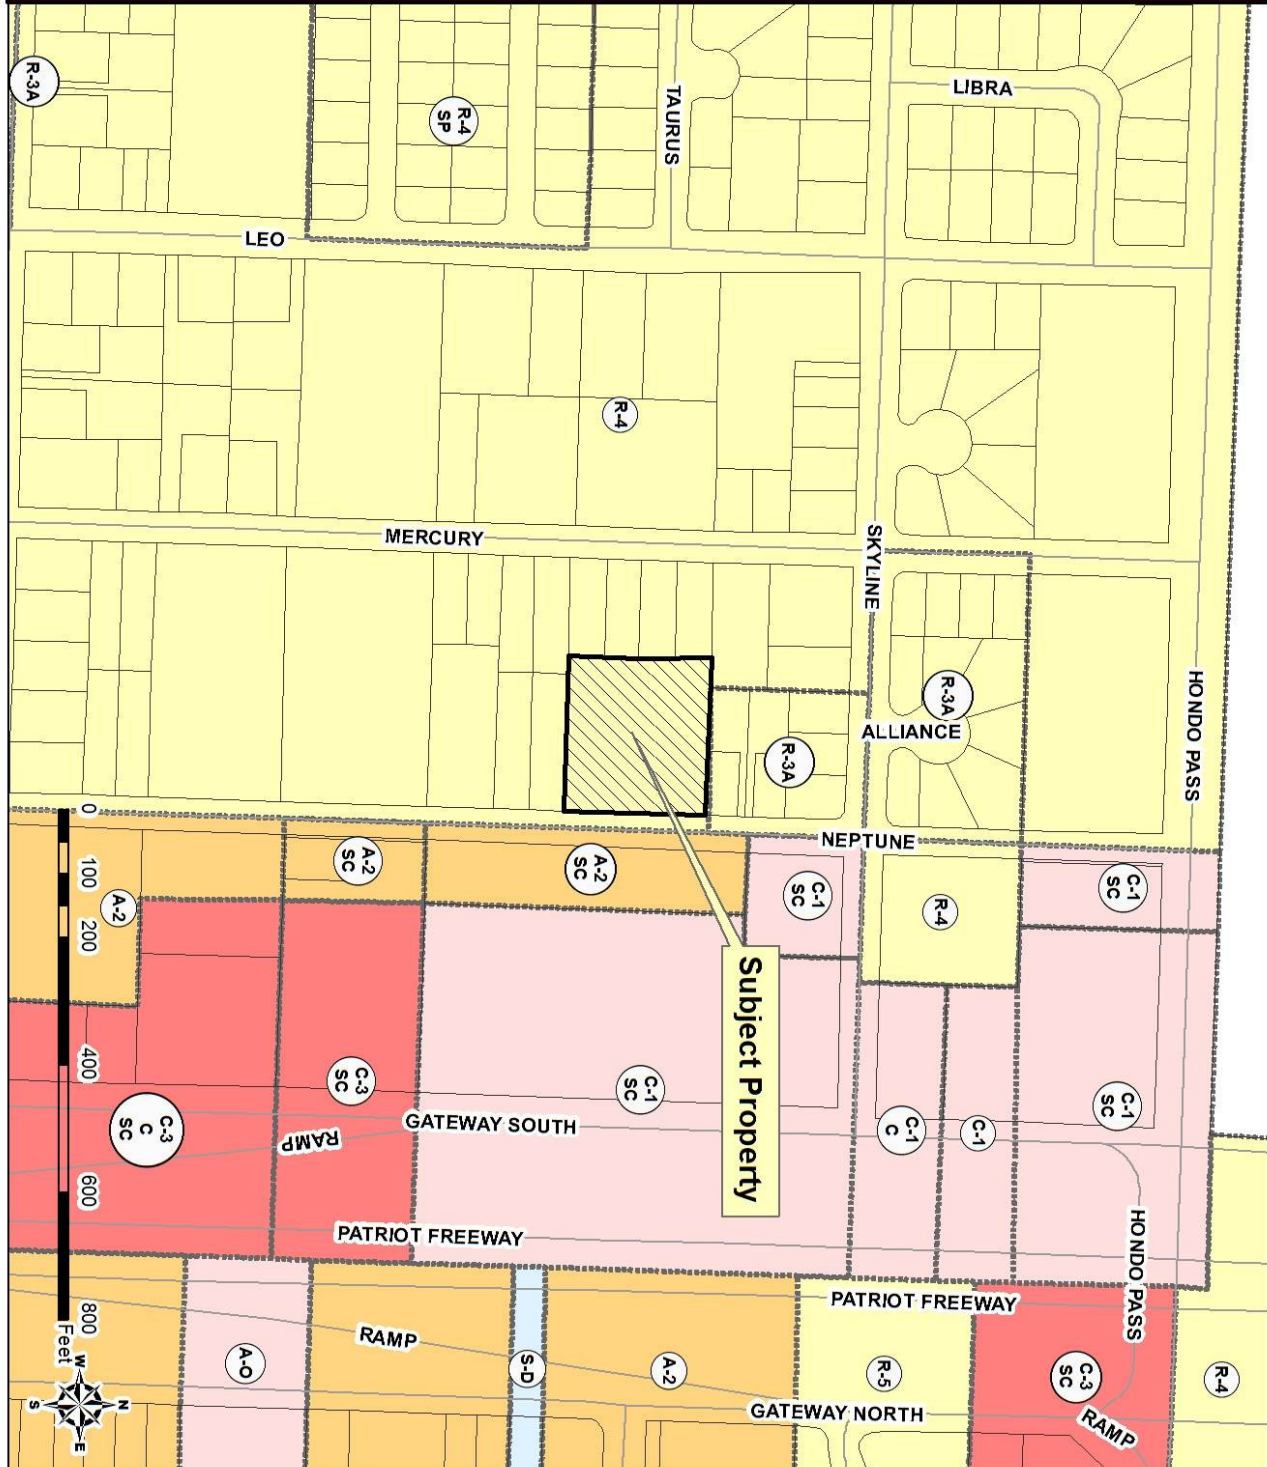 LIBRA
TAURUS
R-3A
R-4
SP
LEO
R-4
MERCURY
SKYLINE
HONDO PASS
R-3A
ALLIANCE
R-3A
NEPTUNE
A-2
SC
A-2
SC
C-1
SC
R-4
C-1
SC
A-2
Subject Property
C-3
SC
C-1
SC
C-1
SC
C-3
C
SC
GATEWAY SOUTH
RAMP
C-1
C
C-1
PATRIOT FREEWAY
HONDO PASS
PATRIOT FREEWAY
RAMP
A-O
S-D
A-2
R-5
C-3
SC
R-4
GATEWAY NORTH
RAMP
0
100
200
400
600
800
Feet
W
N
S
E